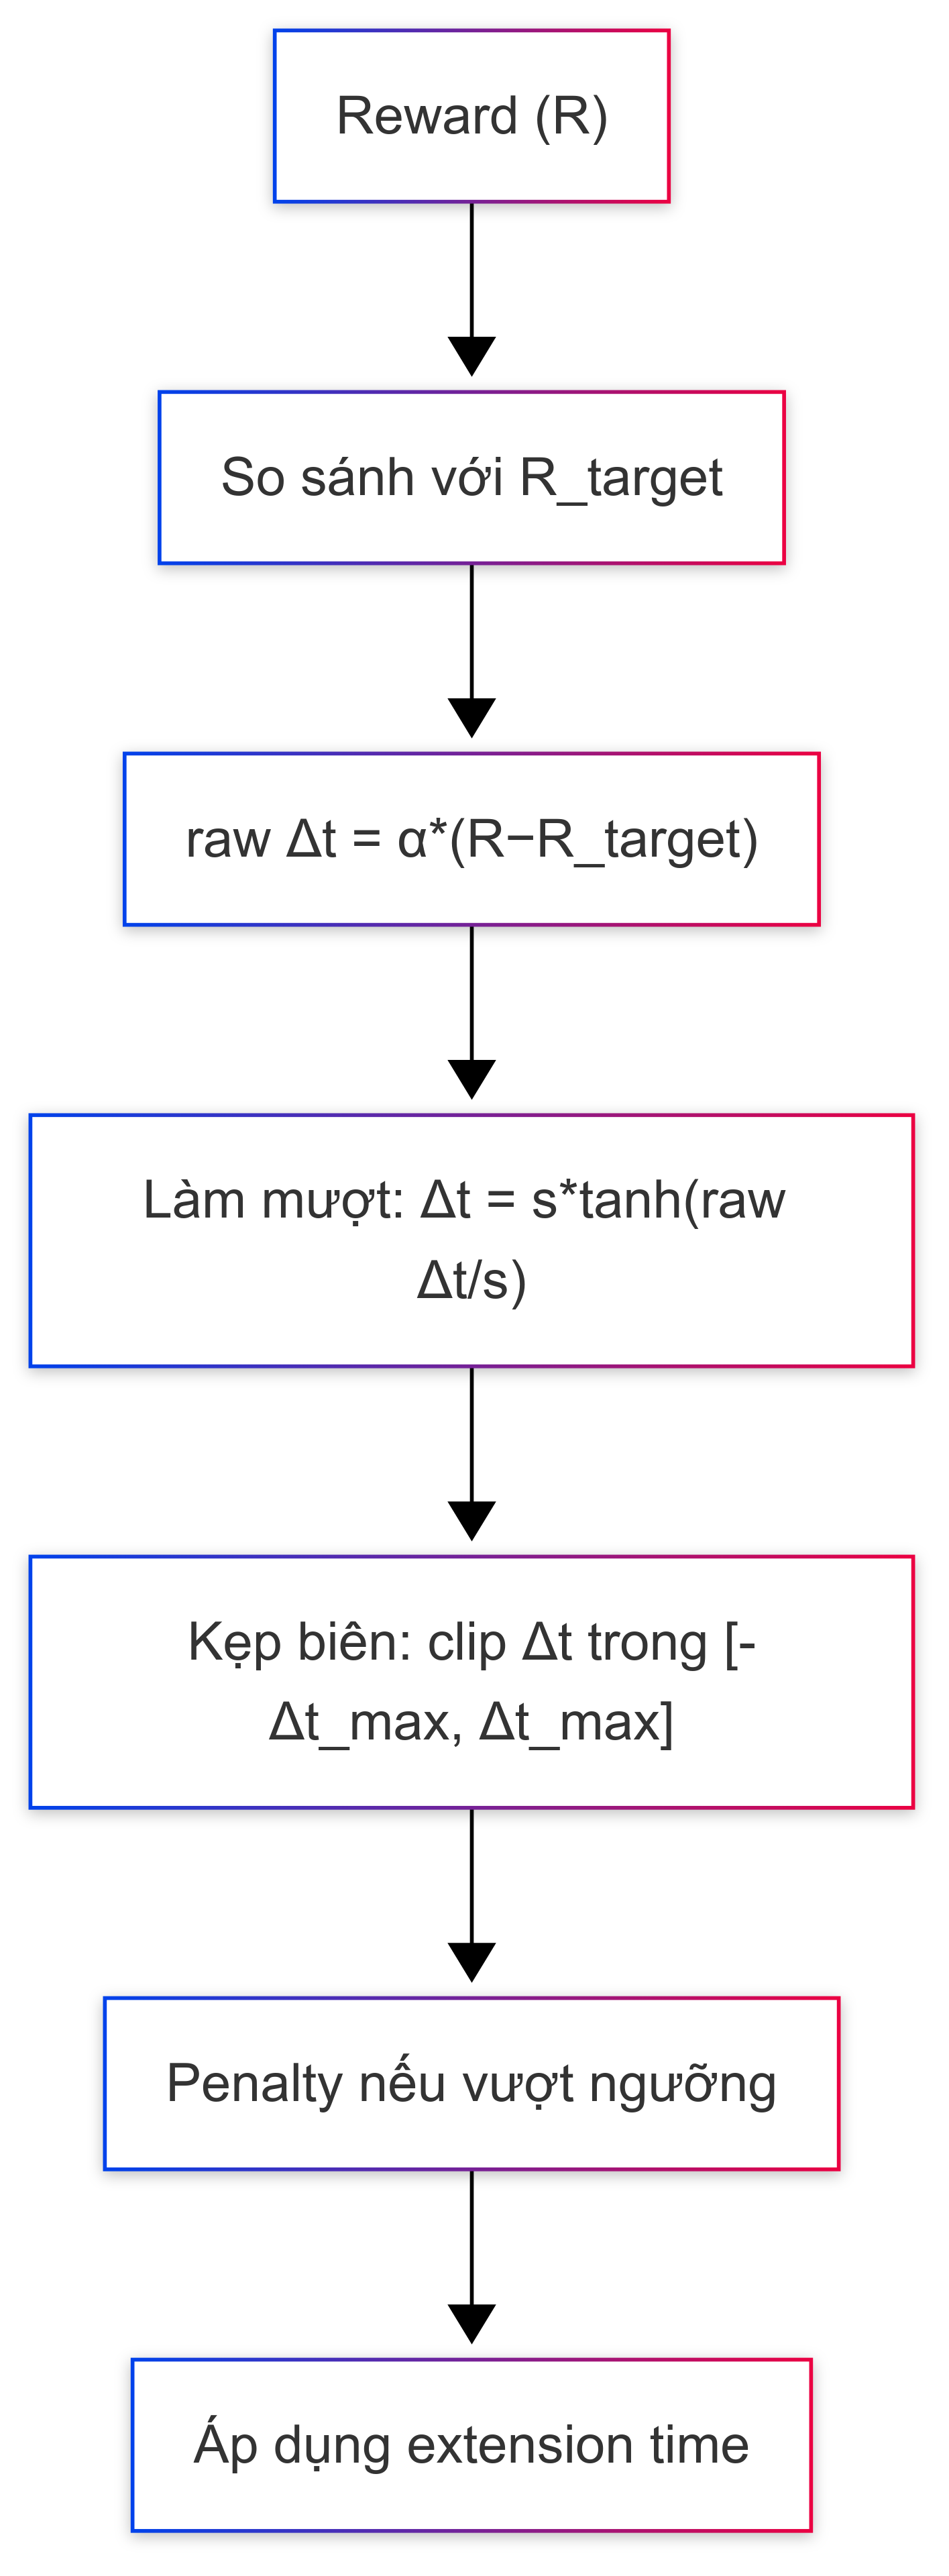 Reward (R)
So sánh với R_target
raw Δt = α*(R−R_target)
Làm mượt: Δt = s*tanh(raw
Δt/s)
Kẹp biên: clip Δt trong [-
Δt_max, Δt_max]
Penalty nếu vượt ngưỡng
Áp dụng extension time